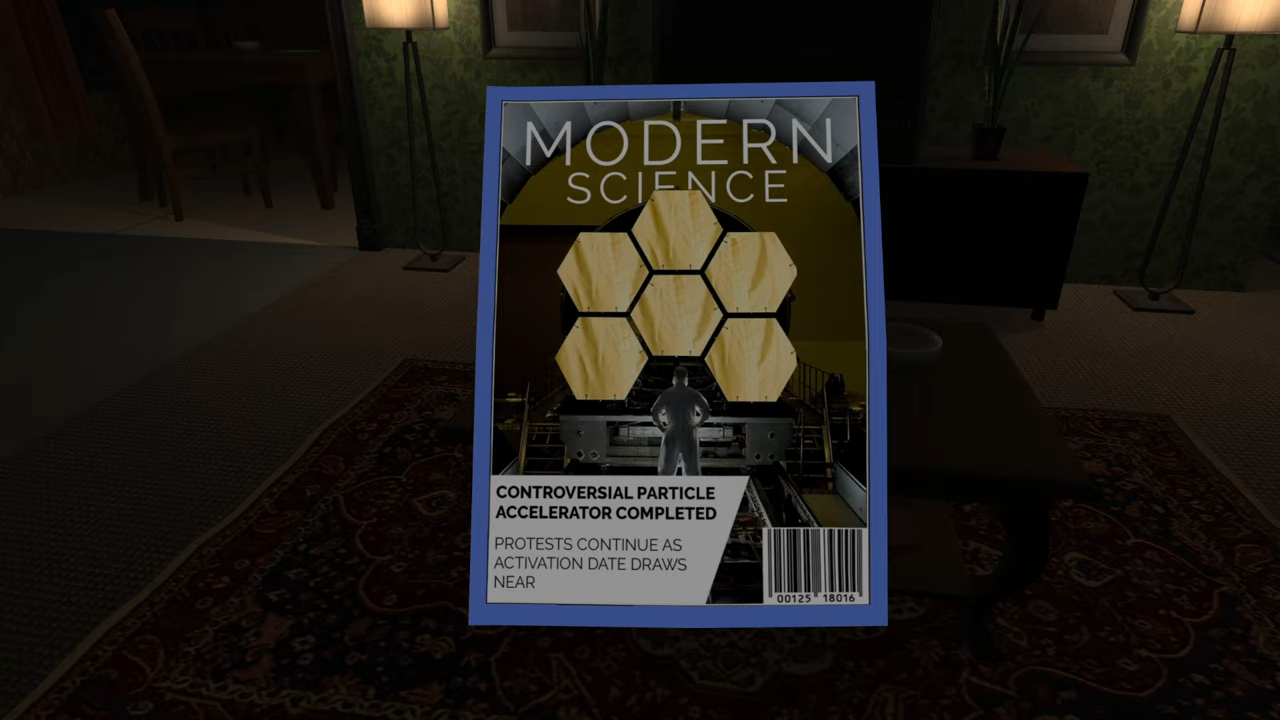 MODERN
SCIENCE
CONTROVERSIAL PARTICLE
ACCELERATOR COMPLETED
PROTESTS CONTINUE AS
ACTIVATION DATE DRAWS
NEAR
00125 18016